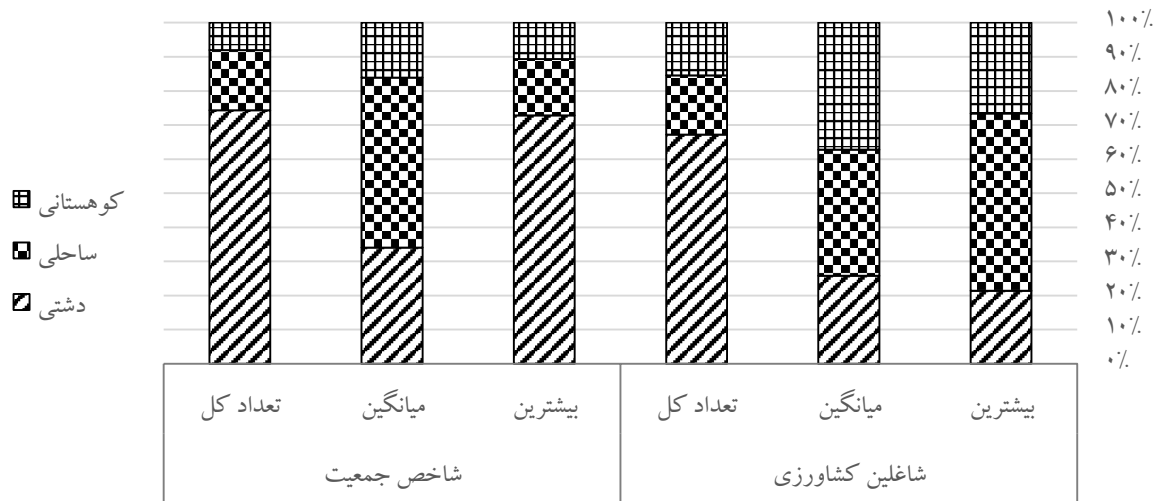 ۱۰۰٪
۹۰٪
۸۰٪
۷۰٪
۶۰٪
۵۰٪
۴۰٪
۳۰٪
۲۰٪
۱۰٪
۰٪
کوهستانی
ساحلی
دشتی
بیشترین
میانگین
تعداد کل
بیشترین
میانگین
تعداد کل
شاغلین کشاورزی
شاخص جمعیت